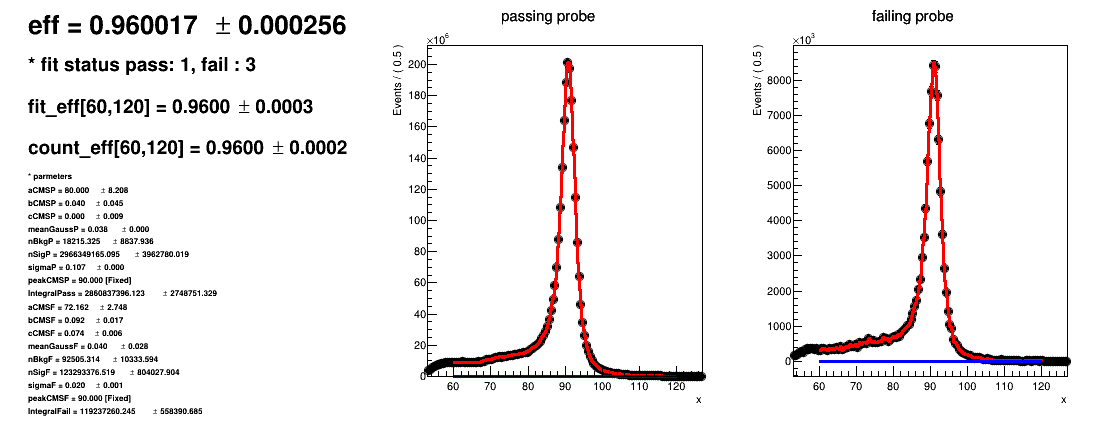 eff = 0.960017 ± 0.000256
* fit status pass: 1, fail : 3
fit_eff[60,120] = 0.9600 ± 0.0003
count_eff[60,120] = 0.9600 ± 0.0002
* parmeters
aCMSP = 80.000 ± 8.208
bCMSP = 0.040 ± 0.045
cCMSP = 0.000 ± 0.009
meanGaussP = 0.038 ± 0.000
nBkgP = 18215.325 ± 8837.936
nSigP = 2966349165.095 ± 3962780.019
sigmaP = 0.107 ± 0.000
peakCMSP = 90.000 [Fixed]
IntegralPass = 2860837396.123 ± 2748751.329
aCMSF = 72.162 ± 2.748
bCMSF = 0.092 ± 0.017
cCMSF = 0.074 ± 0.006
meanGaussF = 0.040 ± 0.028
nBkgF = 92505.314 ± 10333.594
nSigF = 123293376.519 ± 804027.904
sigmaF = 0.020 ± 0.001
peakCMSF = 90.000 [Fixed]
IntegralFail = 119237260.245 ± 558390.685
passing probe
×10⁶
Events / ( 0.5 )
200
180
160
140
120
100
80
60
40
20
0
60 70 80 90 100 110 120
x
failing probe
×10³
Events / ( 0.5 )
8000
7000
6000
5000
4000
3000
2000
1000
0
60 70 80 90 100 110 120
x